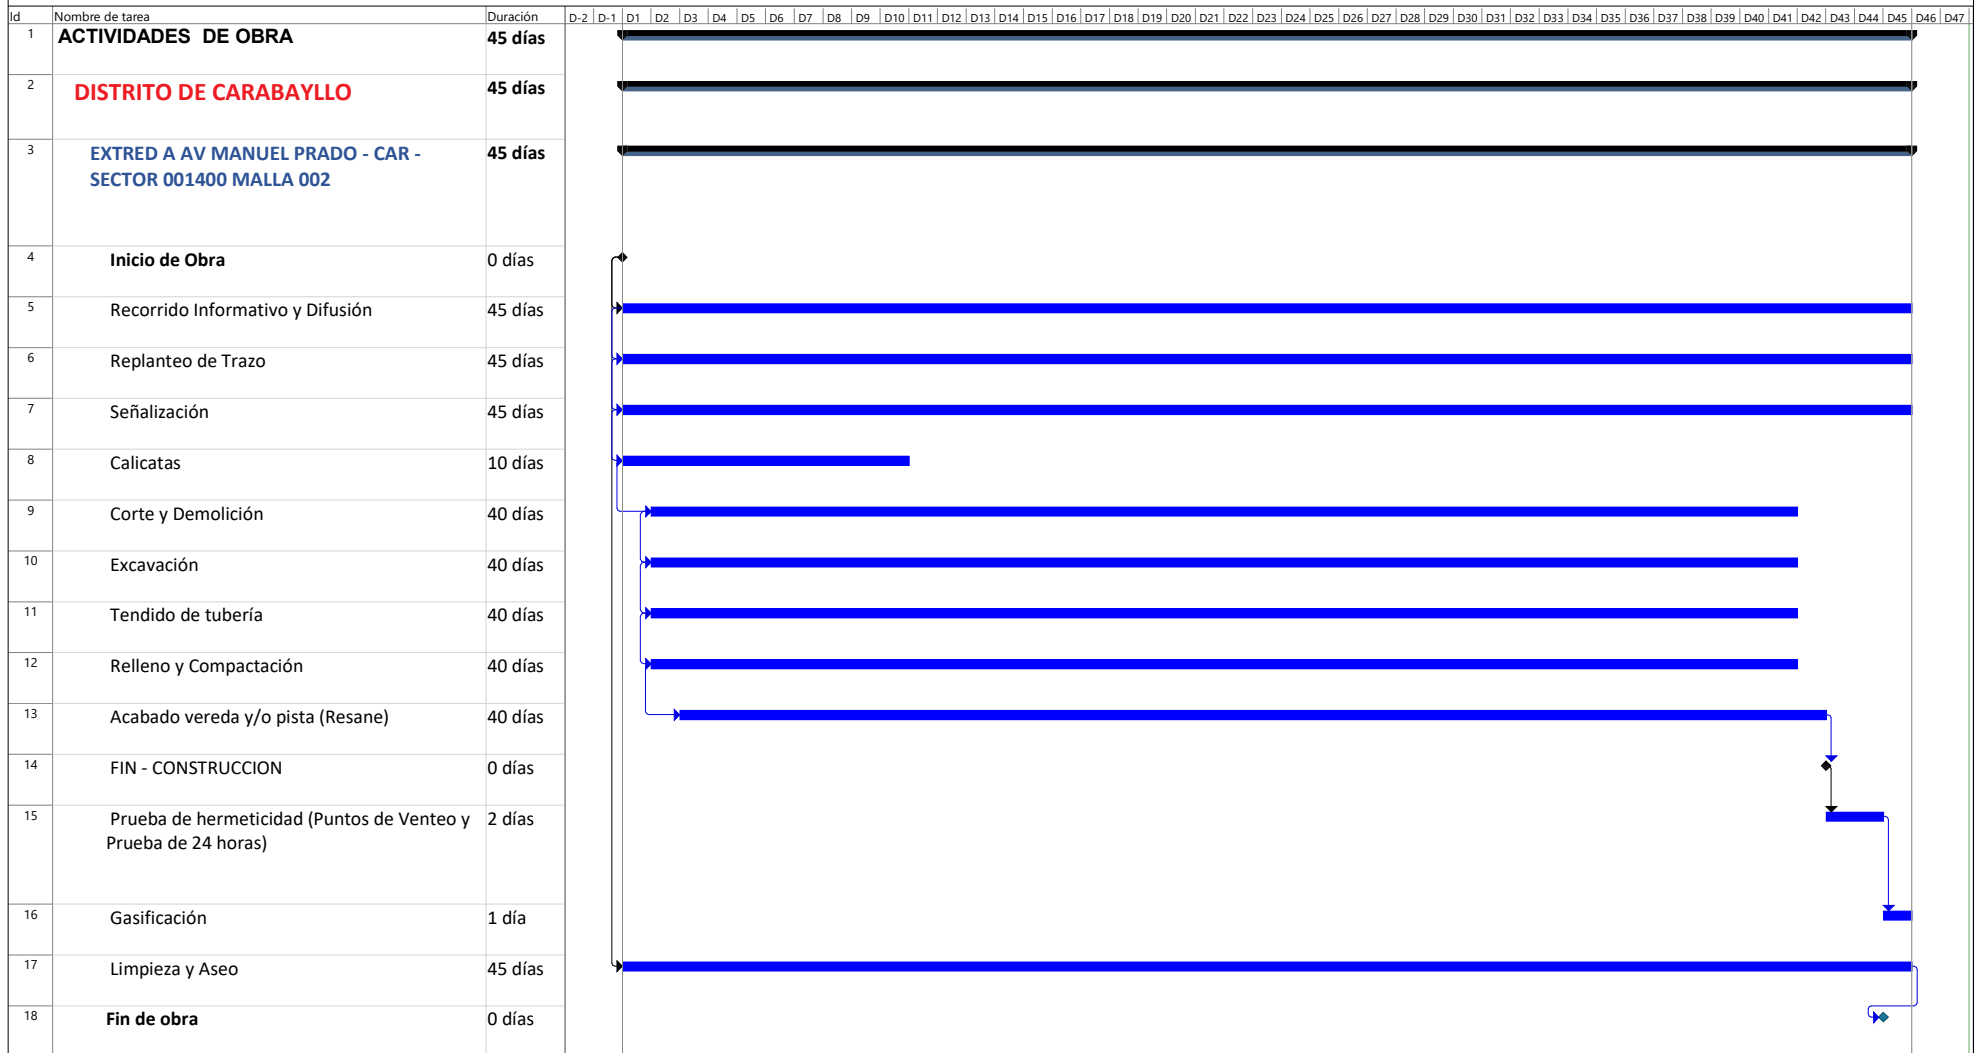 Id Nombre de tarea Duración D-2 D-1 D1 D2 D3 D4 D5 D6 D7 D8 D9 D10 D11 D12 D13 D14 D15 D16 D17 D18 D19 D20 D21 D22 D23 D24 D25 D26 D27 D28 D29 D30 D31 D32 D33 D34 D35 D36 D37 D38 D39 D40 D41 D42 D43 D44 D45 D46 D47
1 ACTIVIDADES DE OBRA 45 días
2 DISTRITO DE CARABAYLLO 45 días
3 EXTRED A AV MANUEL PRADO - CAR - 45 días
SECTOR 001400 MALLA 002
4 Inicio de Obra 0 días
5 Recorrido Informativo y Difusión 45 días
6 Replanteo de Trazo 45 días
7 Señalización 45 días
8 Calicatas 10 días
9 Corte y Demolición 40 días
10 Excavación 40 días
11 Tendido de tubería 40 días
12 Relleno y Compactación 40 días
13 Acabado vereda y/o pista (Resane) 40 días
14 FIN - CONSTRUCCION 0 días
15 Prueba de hermeticidad (Puntos de Venteo y 2 días
Prueba de 24 horas)
16 Gasificación 1 día
17 Limpieza y Aseo 45 días
18 Fin de obra 0 días